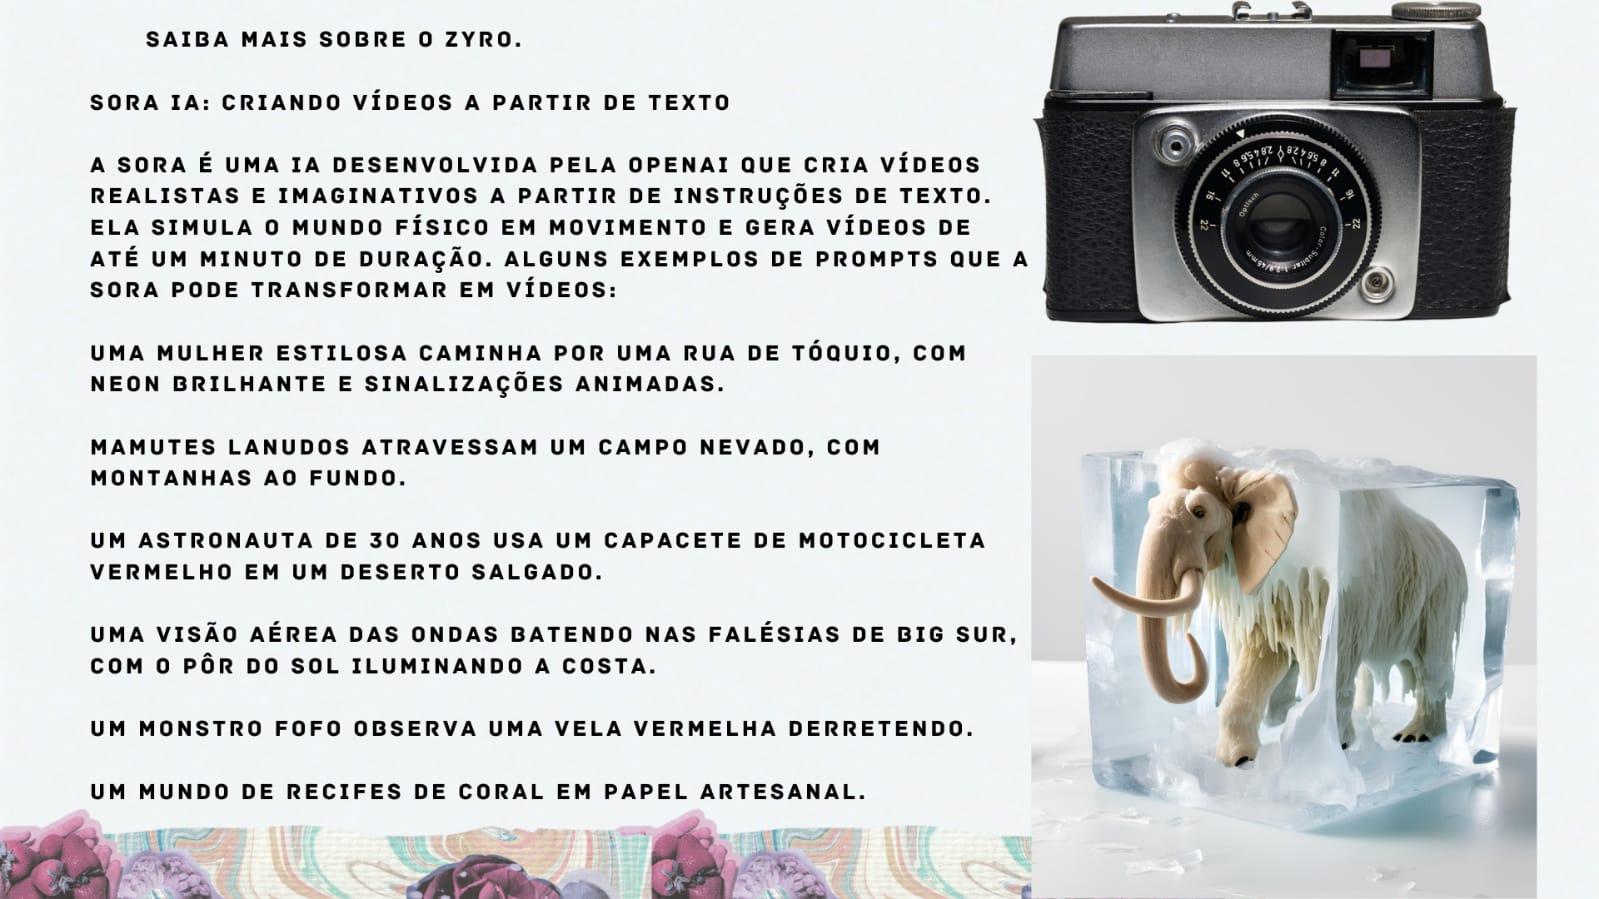 SAIBA MAIS SOBRE O ZYRO.
SORA IA: CRIANDO VÍDEOS A PARTIR DE TEXTO
A SORA É UMA IA DESENVOLVIDA PELA OPENAI QUE CRIA VÍDEOS
REALISTAS E IMAGINATIVOS A PARTIR DE INSTRUÇÕES DE TEXTO.
ELA SIMULA O MUNDO FÍSICO EM MOVIMENTO E GERA VÍDEOS DE
ATÉ UM MINUTO DE DURAÇÃO. ALGUNS EXEMPLOS DE PROMPTS QUE A
SORA PODE TRANSFORMAR EM VÍDEOS:
UMA MULHER ESTILOSA CAMINHA POR UMA RUA DE TÓQUIO, COM
NEON BRILHANTE E SINALIZAÇÕES ANIMADAS.
MAMUTES LANUDOS ATRAVESSAM UM CAMPO NEVADO, COM
MONTANHAS AO FUNDO.
UM ASTRONAUTA DE 30 ANOS USA UM CAPACETE DE MOTOCICLETA
VERMELHO EM UM DESERTO SALGADO.
UMA VISÃO AÉREA DAS ONDAS BATENDO NAS FALÉSIAS DE BIG SUR,
COM O PÔR DO SOL ILUMINANDO A COSTA.
UM MONSTRO FOFO OBSERVA UMA VELA VERMELHA DERRETENDO.
UM MUNDO DE RECIFES DE CORAL EM PAPEL ARTESANAL.